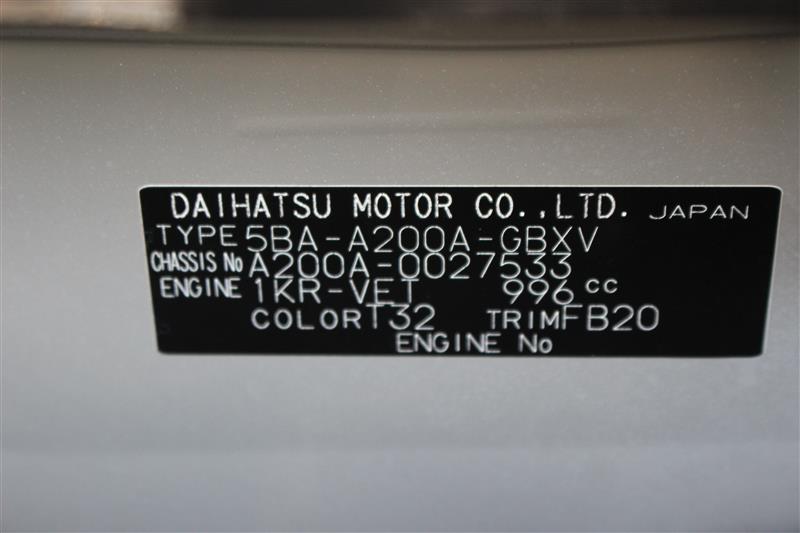 DAIHATSU MOTOR CO.,LTD. JAPAN
TYPE 5BA-A200A-GBXV
CHASSIS No A200A-0027533
ENGINE 1KR-VET 996 cc
COLOR T32 TRIM FB20
ENGINE No